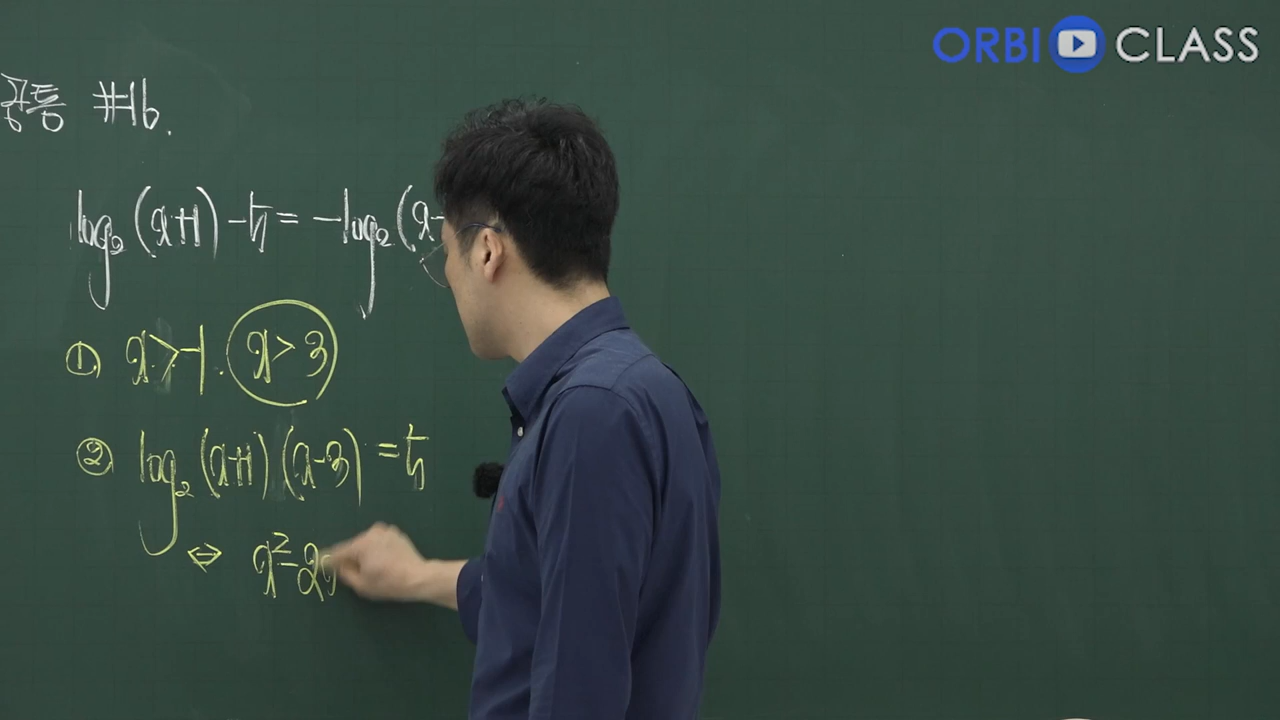 ORBI CLASS
공통 #16.
log₂(x+1)-5=-log₂(x-
① x>-1. x>3
② log₂(x+1)(x-3)=5
⇔ x²-2x